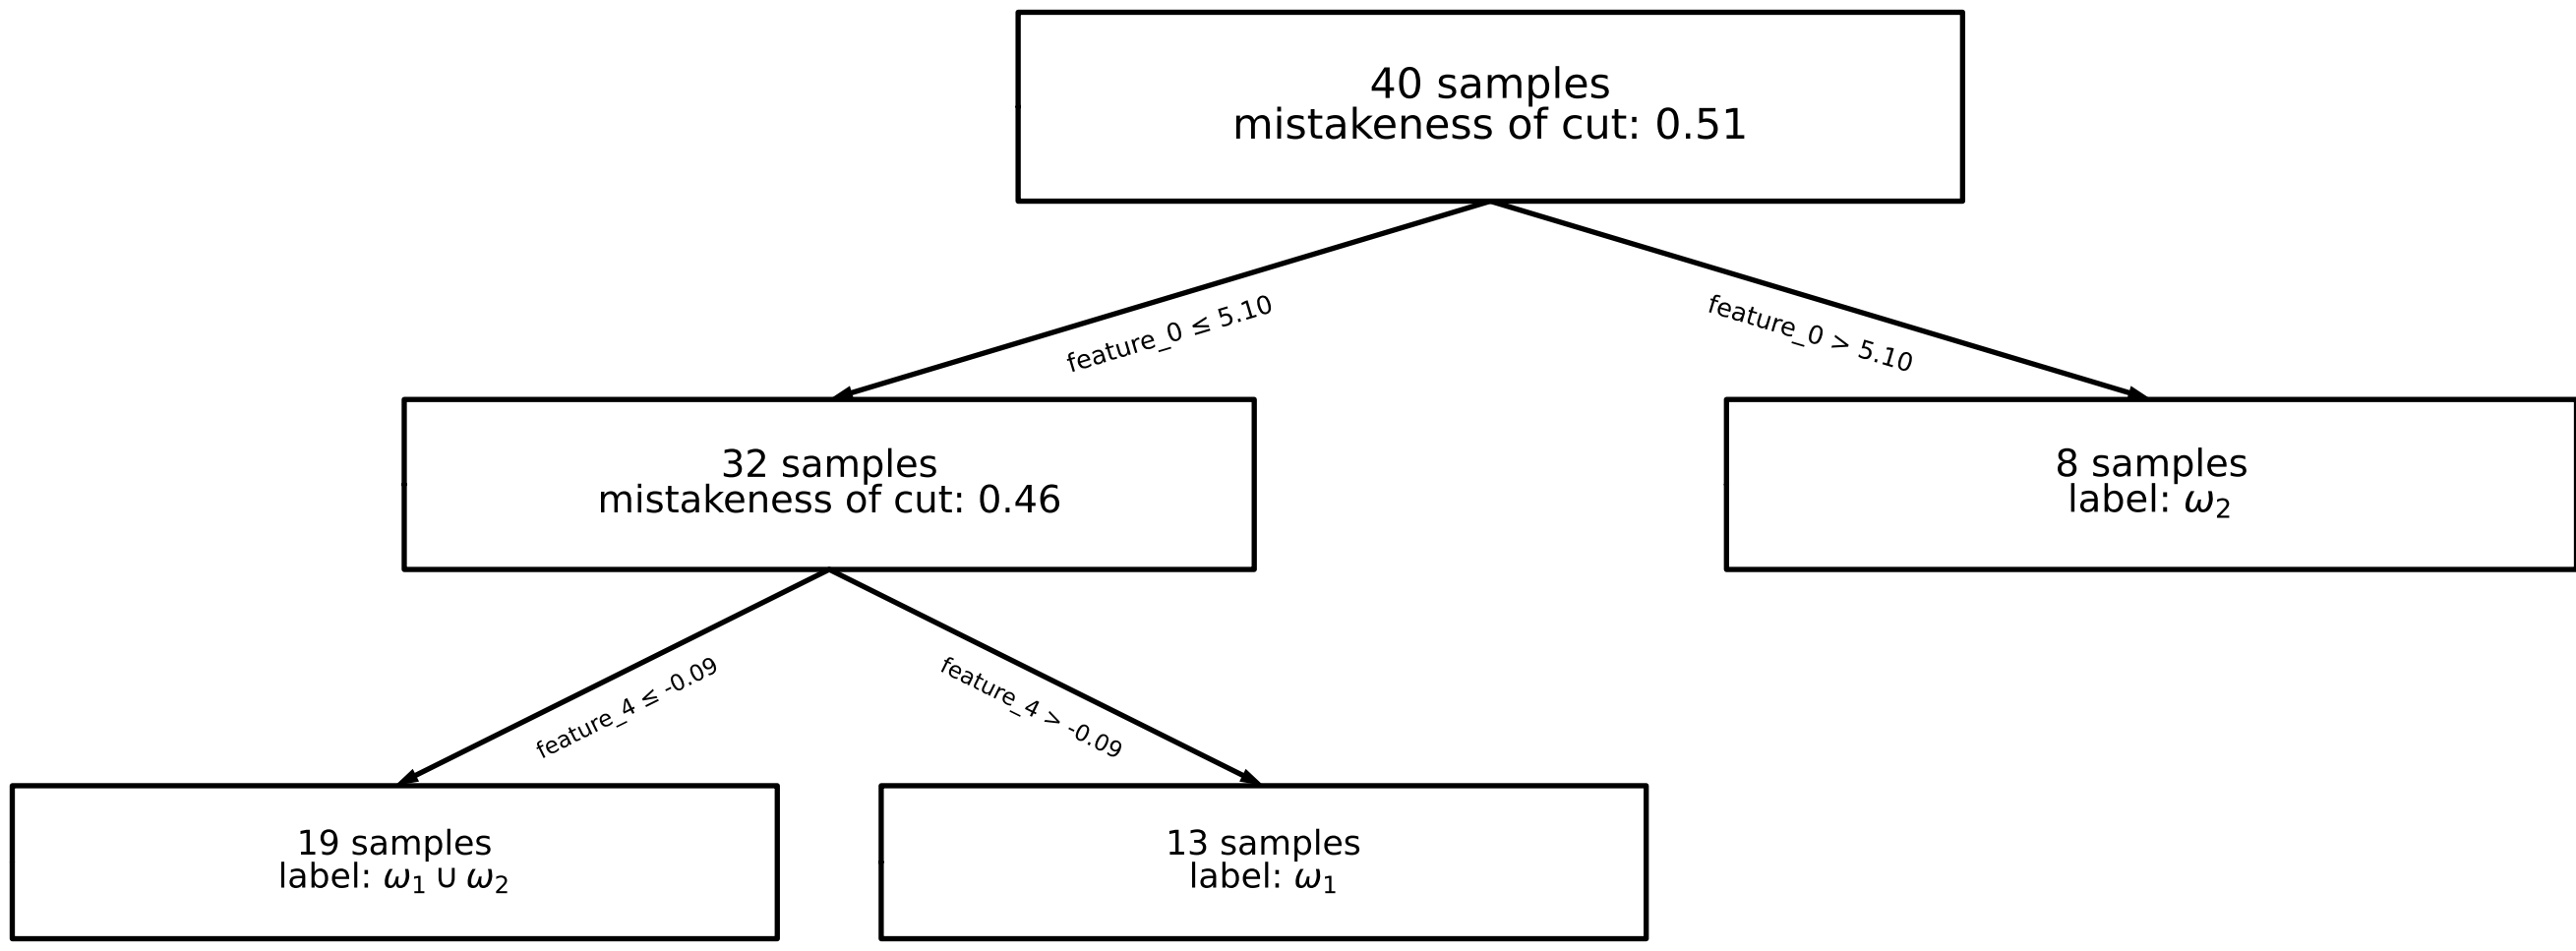 40 samples
mistakeness of cut: 0.51
feature_0 ≤ 5.10
feature_0 > 5.10
32 samples
mistakeness of cut: 0.46
8 samples
label: ω₂
feature_4 ≤ -0.09
feature_4 > -0.09
19 samples
label: ω₁ ∪ ω₂
13 samples
label: ω₁